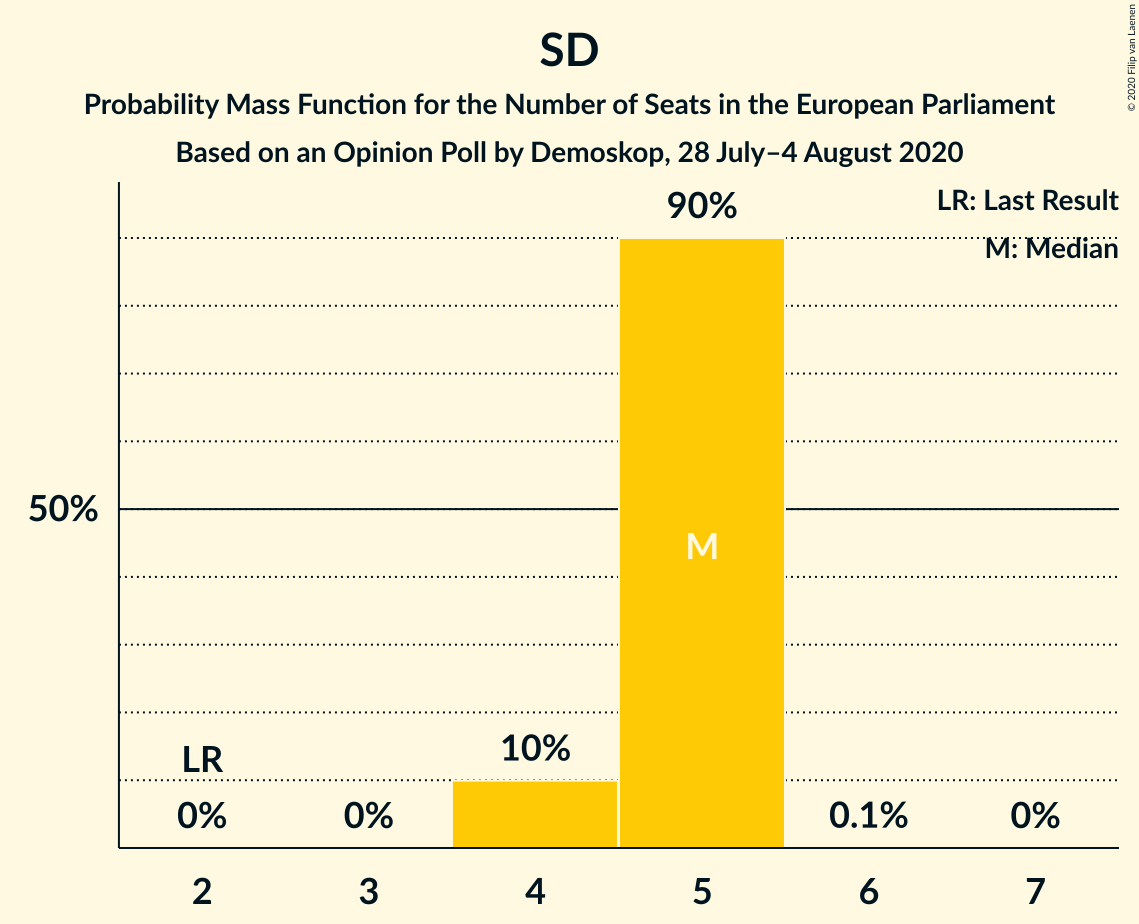 SD
Probability Mass Function for the Number of Seats in the European Parliament
Based on an Opinion Poll by Demoskop, 28 July–4 August 2020
© 2020 Filip van Laenen
LR: Last Result
M: Median
90%
50%
M
LR
10%
0%
0%
0.1%
0%
2
3
4
5
6
7